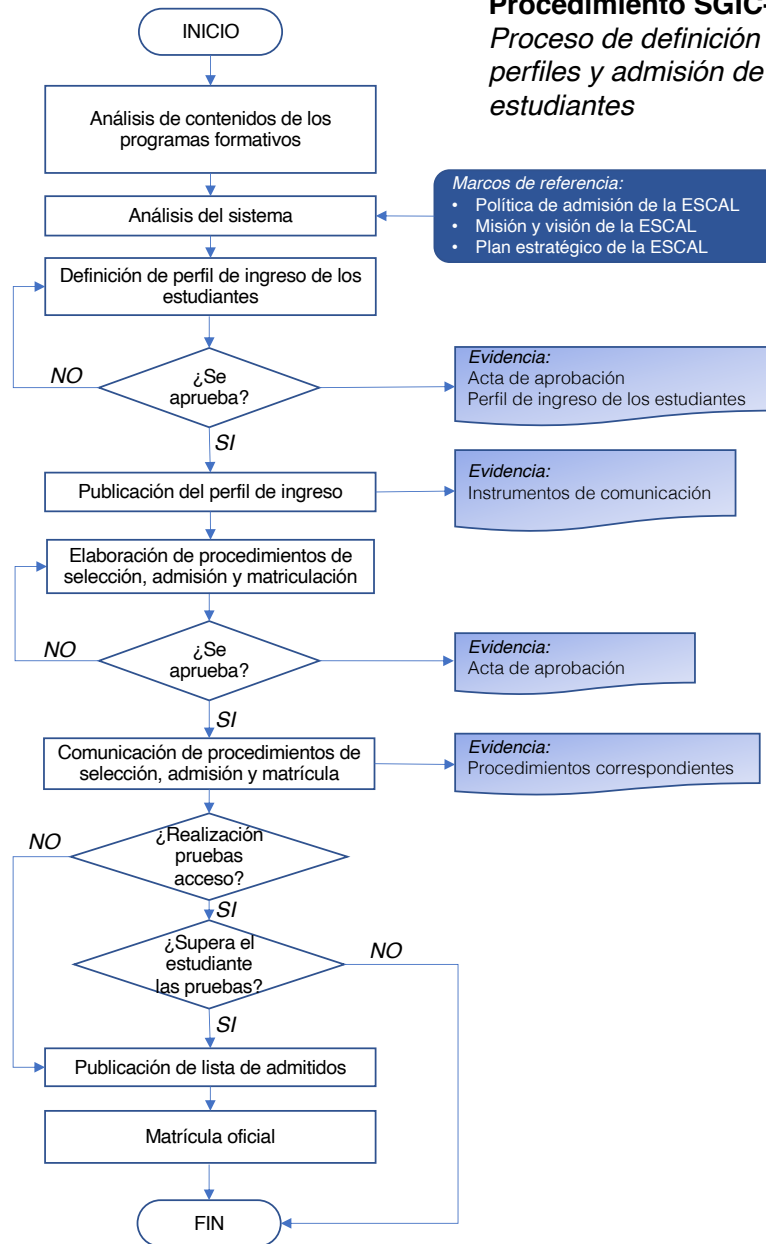 Procedimiento SGIC-
Proceso de definición
perfiles y admisión de
estudiantes
INICIO
Análisis de contenidos de los
programas formativos
Marcos de referencia:
• Política de admisión de la ESCAL
• Misión y visión de la ESCAL
• Plan estratégico de la ESCAL
Análisis del sistema
Definición de perfil de ingreso de los
estudiantes
NO
¿Se
aprueba?
Evidencia:
Acta de aprobación
Perfil de ingreso de los estudiantes
SI
Publicación del perfil de ingreso
Evidencia:
Instrumentos de comunicación
Elaboración de procedimientos de
selección, admisión y matriculación
NO
¿Se
aprueba?
Evidencia:
Acta de aprobación
SI
Comunicación de procedimientos de
selección, admisión y matrícula
Evidencia:
Procedimientos correspondientes
NO
¿Realización
pruebas
acceso?
SI
¿Supera el
estudiante
las pruebas?
NO
SI
Publicación de lista de admitidos
Matrícula oficial
FIN